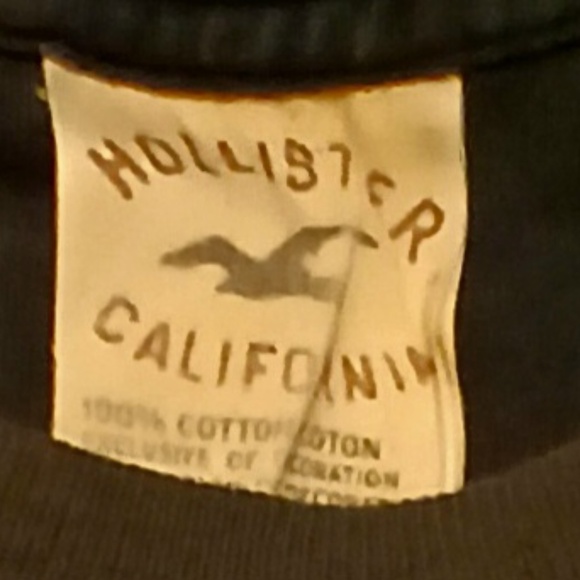 HOLLISTER
CALIFORNIA
100% COTTON COTON
EXCLUSIVE OF DECORATION